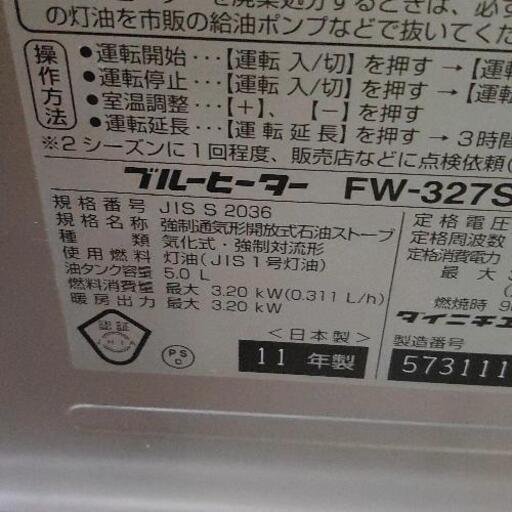 の灯油を市販の給油ポンプなどで抜いてくだ
操作方法
●運転開始・・・【運転 入/切】を押す → 【運転
●運転停止・・・【運転 入/切】を押す → 【運転
●室温調整・・・【+】、【-】を押す
●運転延長・・・【運転延長】を押す → 3時間
※2シーズンに1回程度、販売店などに点検依頼(
ブルーヒーター FW-327S
規格番号 JIS S 2036
規格名称 強制通気形開放式石油ストーブ
種類 気化式・強制対流形
使用燃料 灯油(JIS1号灯油)
油タンク容量 5.0 L
燃料消費量 最大 3.20 kW(0.311 L/h)
暖房出力 最大 3.20 kW
定格電圧
定格周波数
定格消費電力
最大
燃焼時
認証
JHIA
PS
C
<日本製>
11 年製
ダイニチ
製造番号
573111